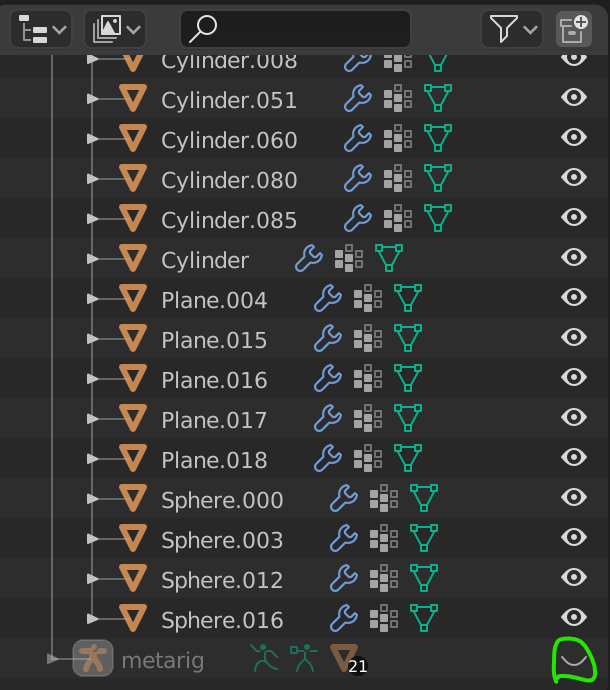 Cylinder.008
Cylinder.051
Cylinder.060
Cylinder.080
Cylinder.085
Cylinder
Plane.004
Plane.015
Plane.016
Plane.017
Plane.018
Sphere.000
Sphere.003
Sphere.012
Sphere.016
metarig 21